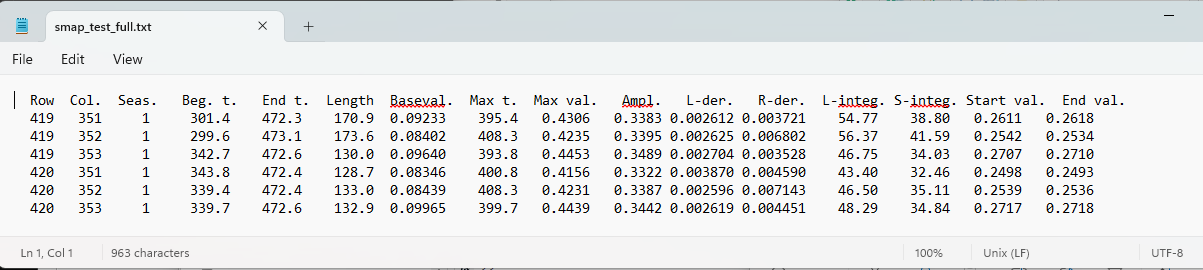 smap_test_full.txt
File Edit View
Row Col. Seas. Beg. t. End t. Length Baseval. Max t. Max val. Ampl. L-der. R-der. L-integ. S-integ. Start val. End val.
419 351 1 301.4 472.3 170.9 0.09233 395.4 0.4306 0.3383 0.002612 0.003721 54.77 38.80 0.2611 0.2618
419 352 1 299.6 473.1 173.6 0.08402 408.3 0.4235 0.3395 0.002625 0.006802 56.37 41.59 0.2542 0.2534
419 353 1 342.7 472.6 130.0 0.09640 393.8 0.4453 0.3489 0.002704 0.003528 46.75 34.03 0.2707 0.2710
420 351 1 343.8 472.4 128.7 0.08346 400.8 0.4156 0.3322 0.003870 0.004590 43.40 32.46 0.2498 0.2493
420 352 1 339.4 472.4 133.0 0.08439 408.3 0.4231 0.3387 0.002596 0.007143 46.50 35.11 0.2539 0.2536
420 353 1 339.7 472.6 132.9 0.09965 399.7 0.4439 0.3442 0.002619 0.004451 48.29 34.84 0.2717 0.2718
Ln 1, Col 1 963 characters 100% Unix (LF) UTF-8